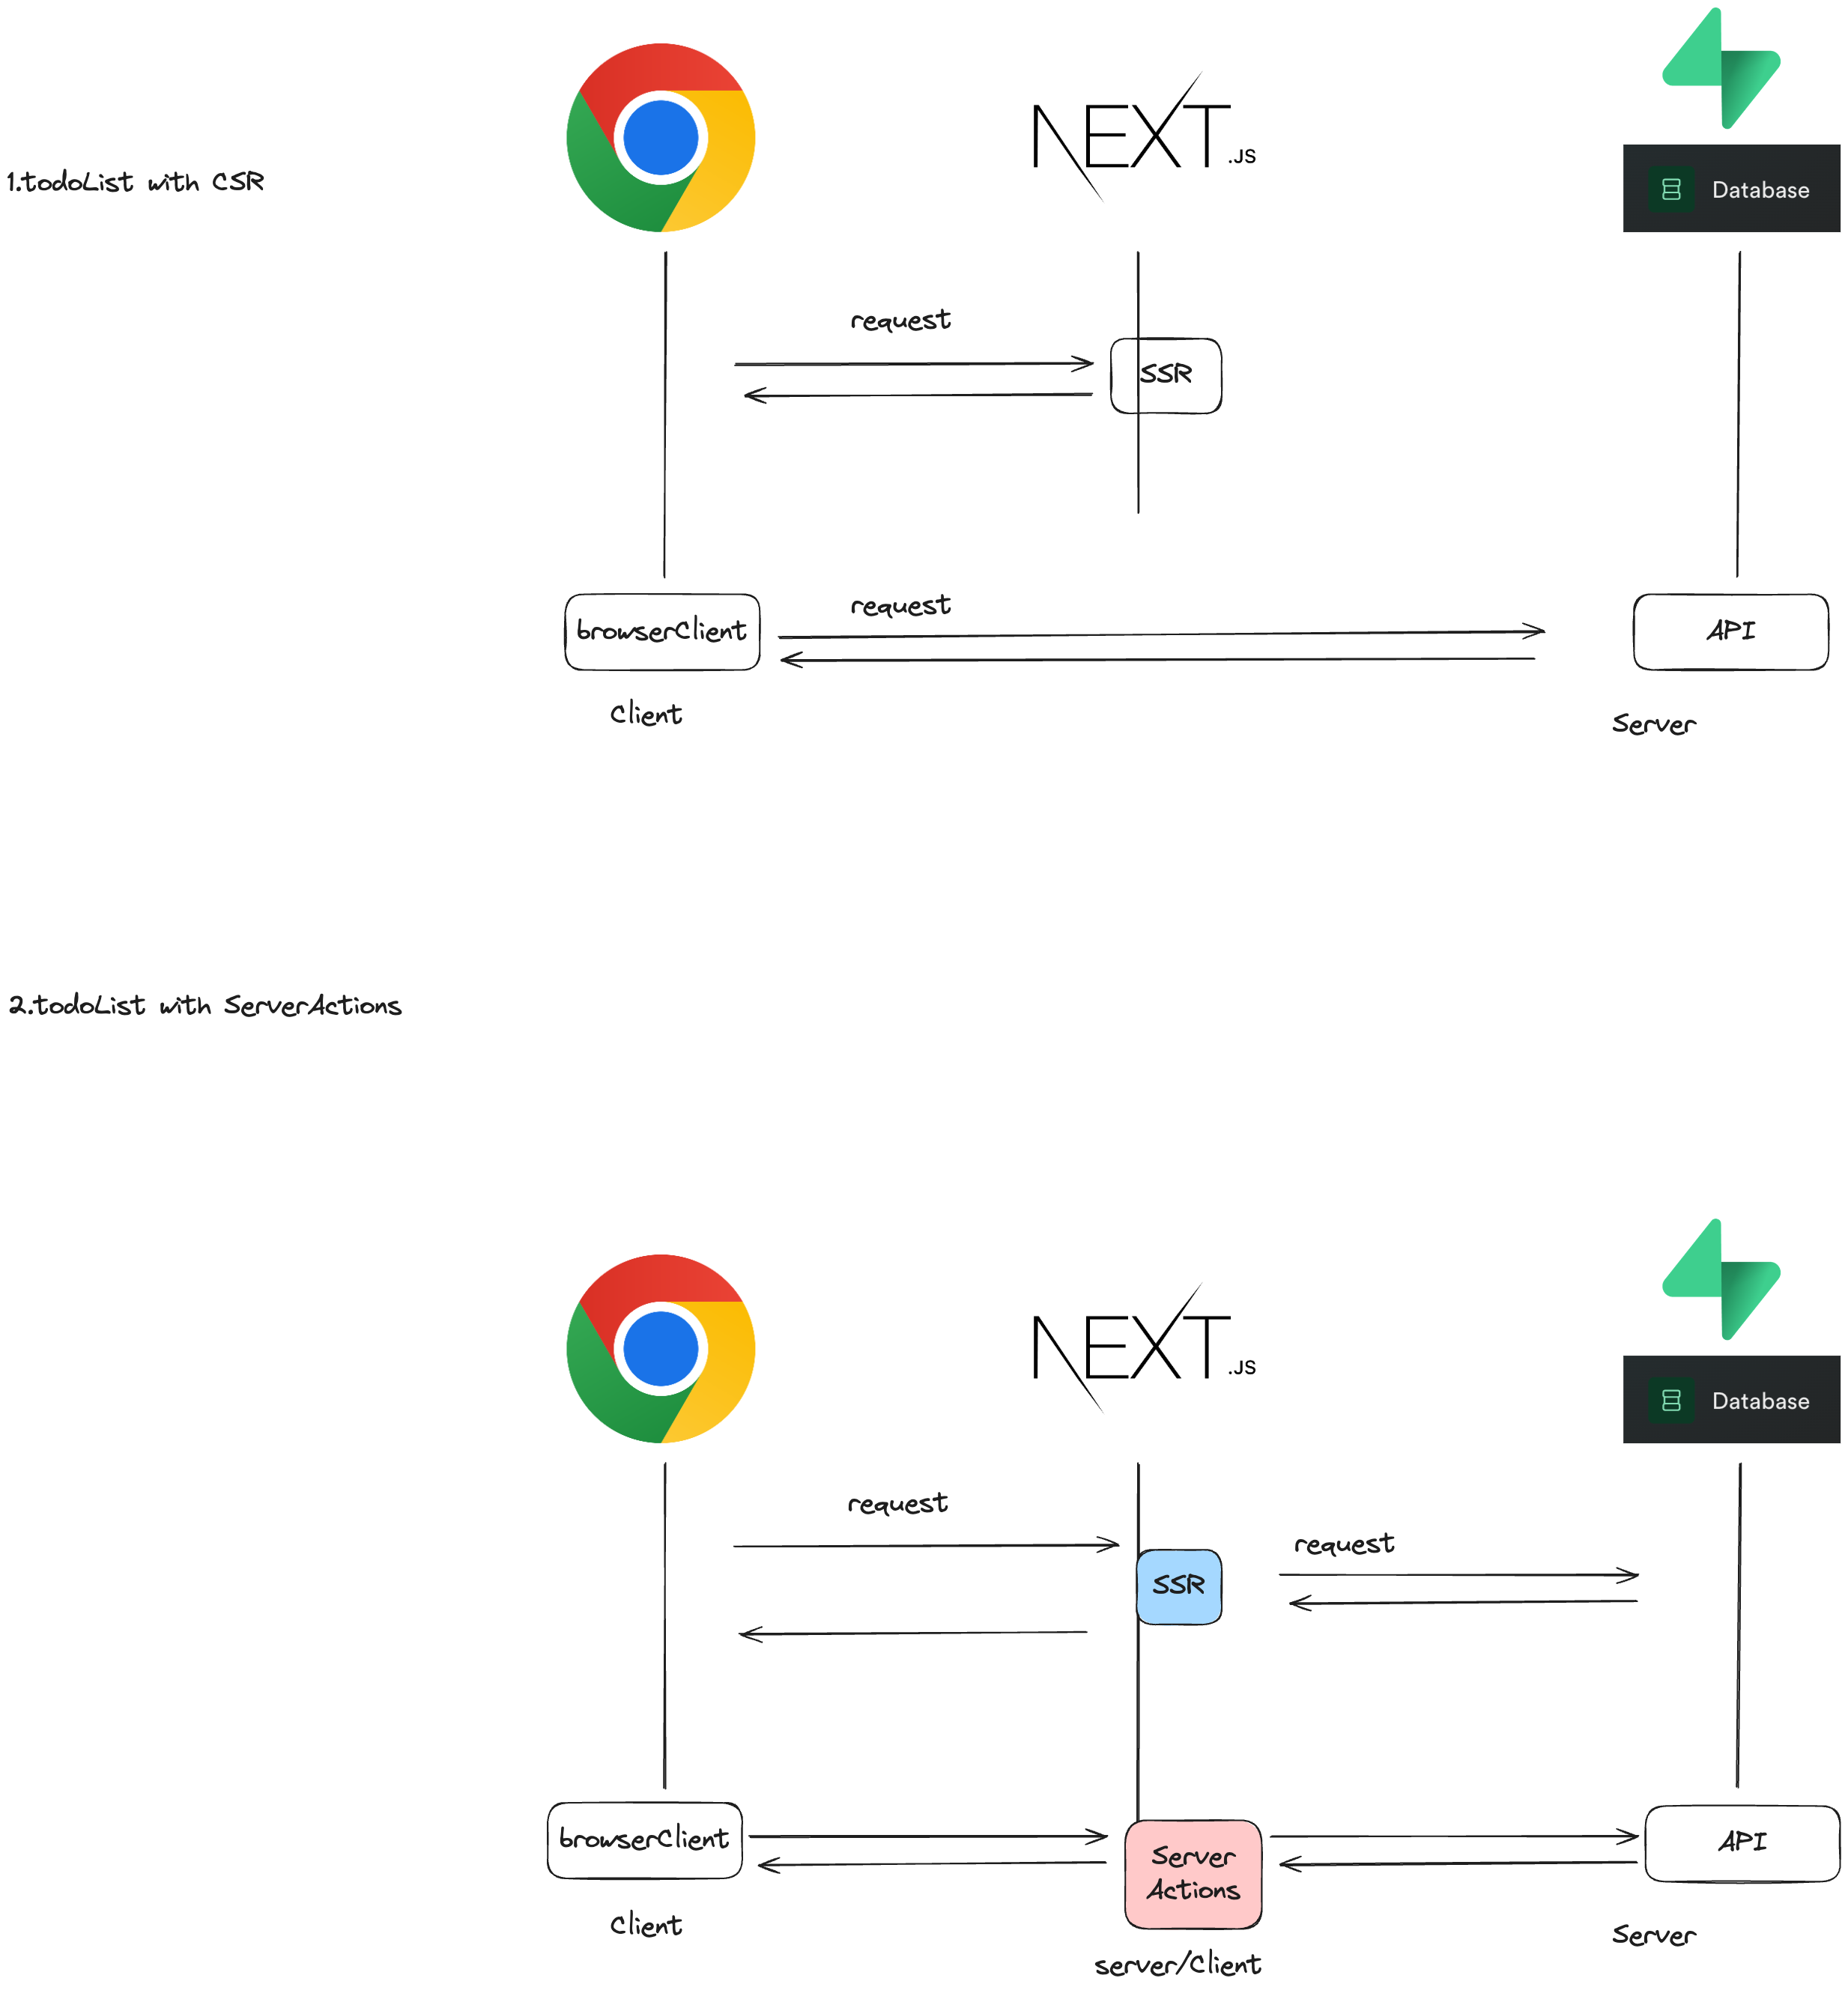 NEXT.JS
1.todoList with CSR
Database
request
SSR
request
browserClient
API
Client
Server
2.todoList with ServerActions
NEXT.JS
Database
request
request
SSR
browserClient
Server
Actions
API
Client
Server
server/Client